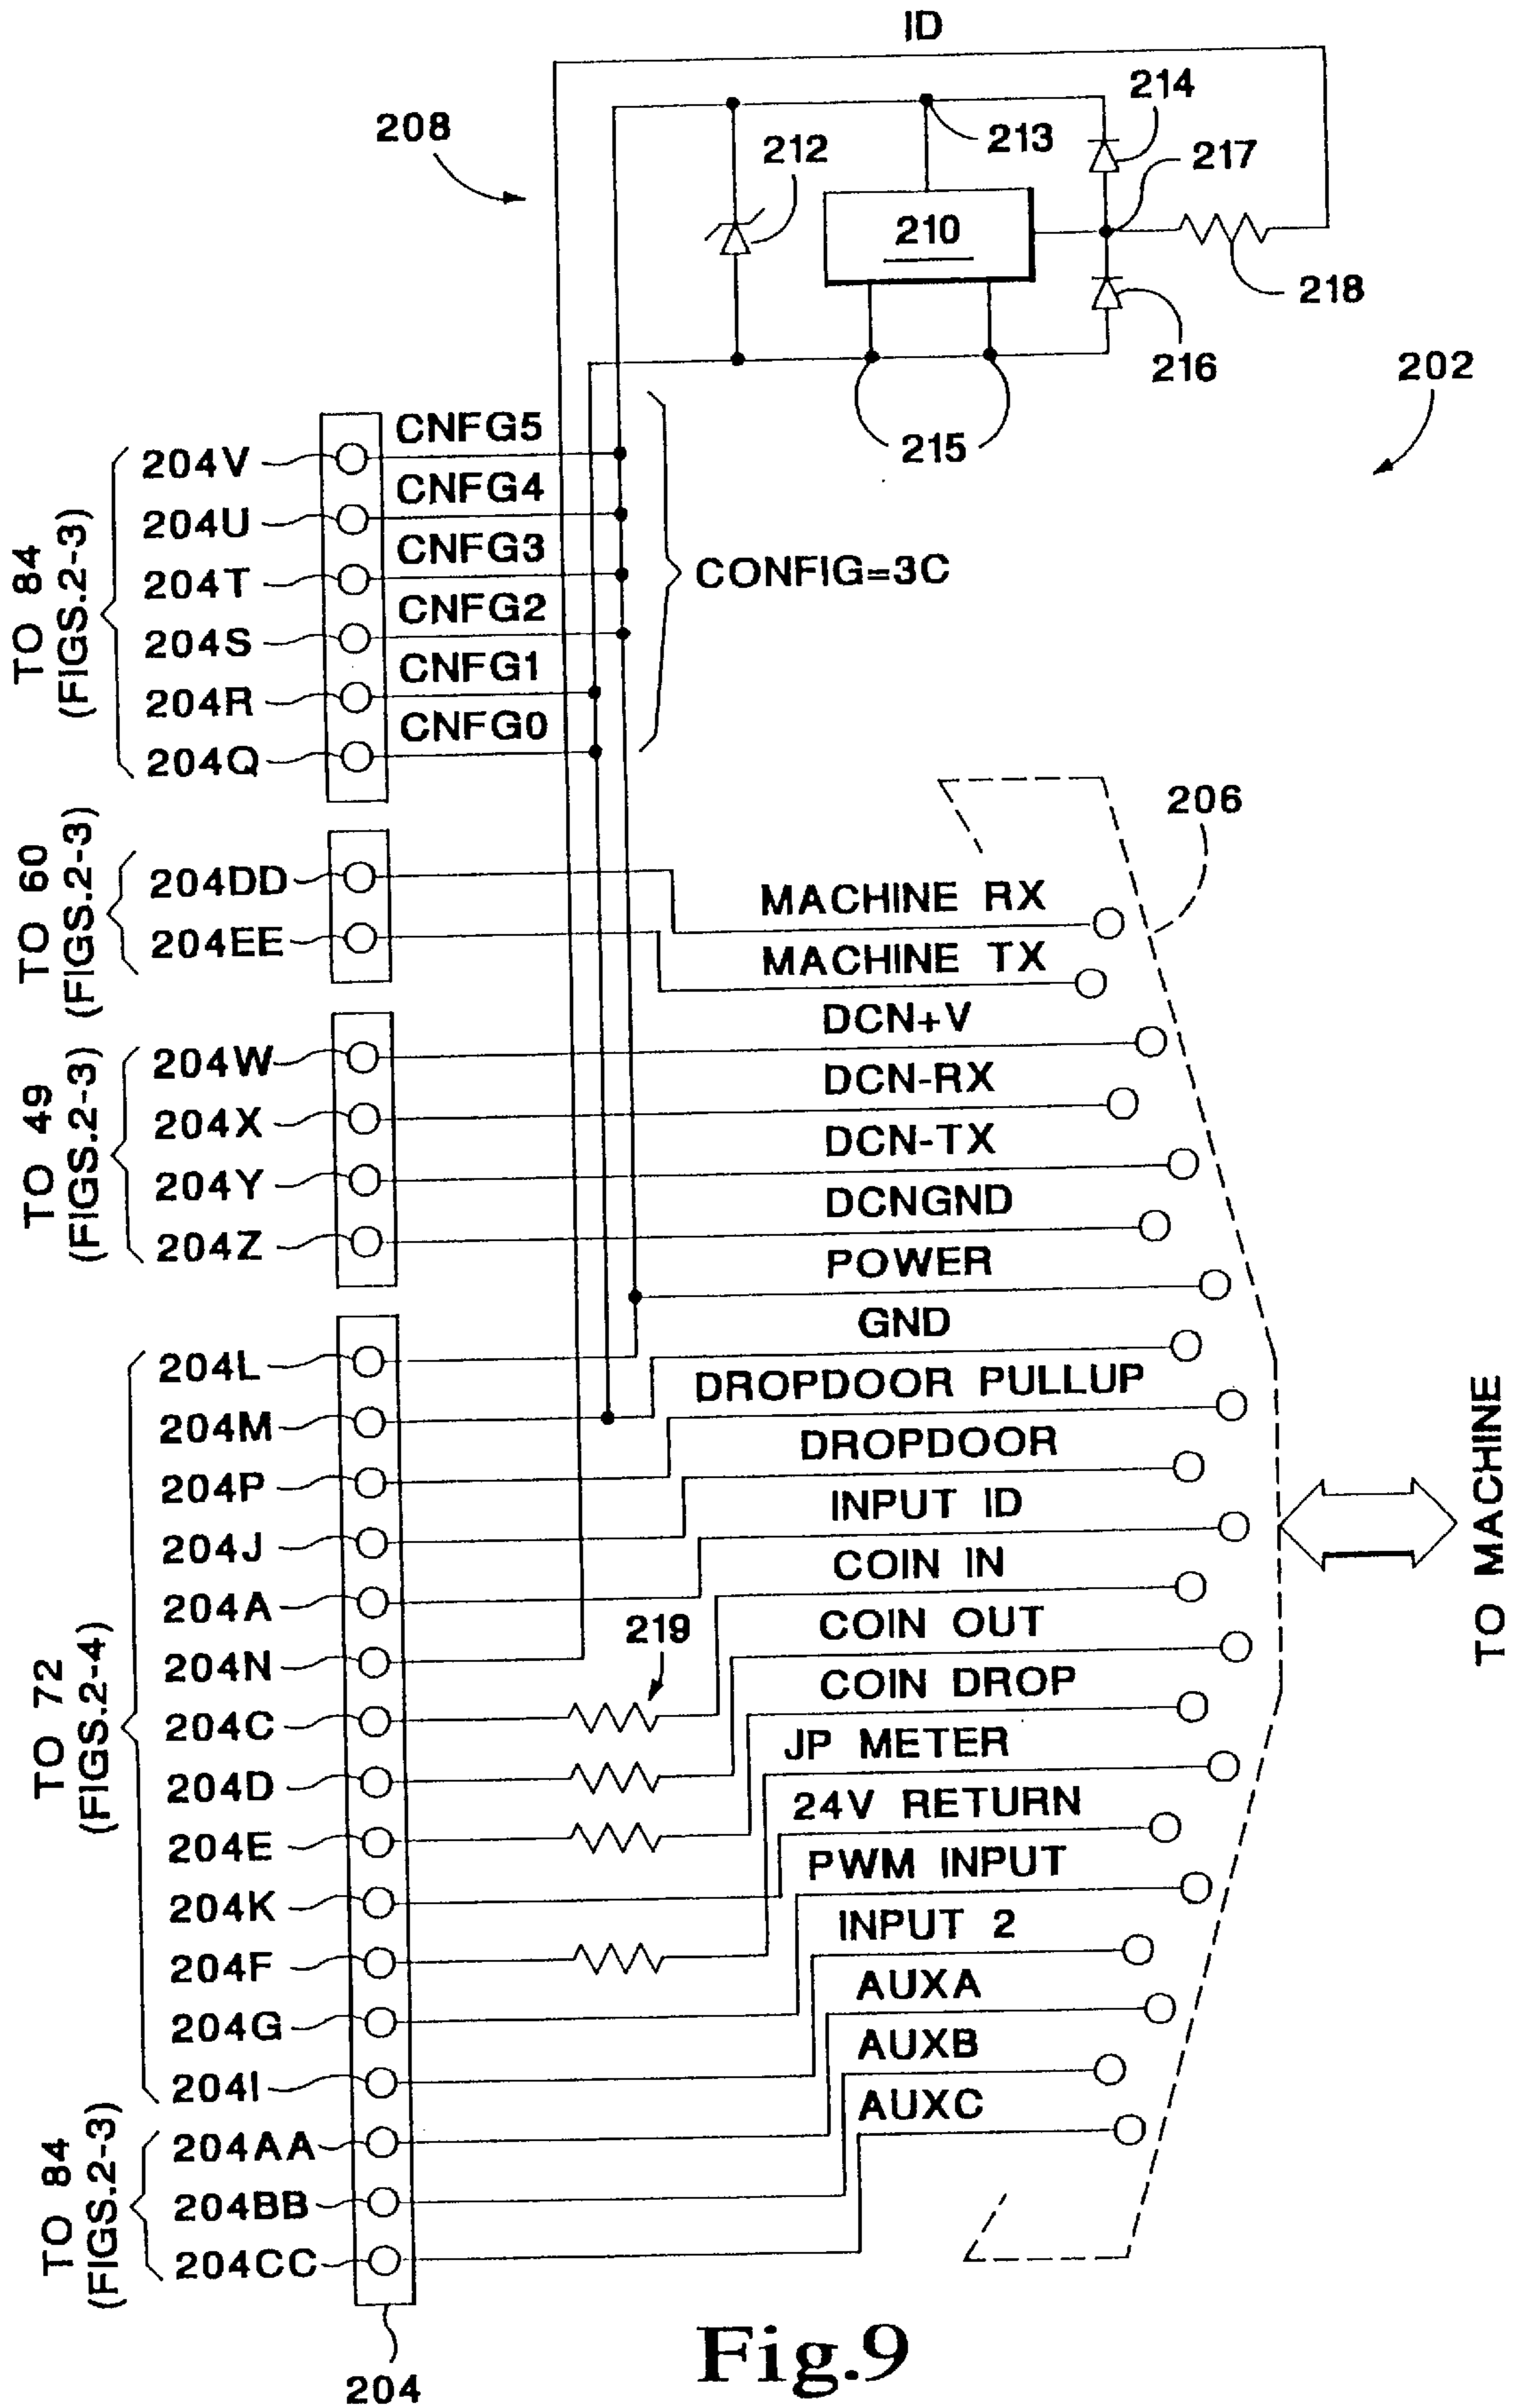 ID
208
212
213
214
217
210
218
216
215
202
TO 84
(FIGS.2-3)
204V
CNFG5
204U
CNFG4
204T
CNFG3
204S
CNFG2
204R
CNFG1
204Q
CNFG0
CONFIG=3C
206
TO 60
(FIGS.2-3)
204DD
MACHINE RX
204EE
MACHINE TX
TO 49
(FIGS.2-3)
204W
DCN+V
204X
DCN-RX
204Y
DCN-TX
204Z
DCNGND
POWER
GND
TO 72
(FIGS.2-4)
204L
204M
DROPDOOR PULLUP
204P
DROPDOOR
204J
INPUT ID
204A
COIN IN
204N
219
COIN OUT
204C
COIN DROP
204D
JP METER
204E
24V RETURN
204K
PWM INPUT
204F
INPUT 2
204G
AUXA
204I
AUXB
TO 84
(FIGS.2-3)
204AA
AUXC
204BB
204CC
TO MACHINE
204
Fig.9